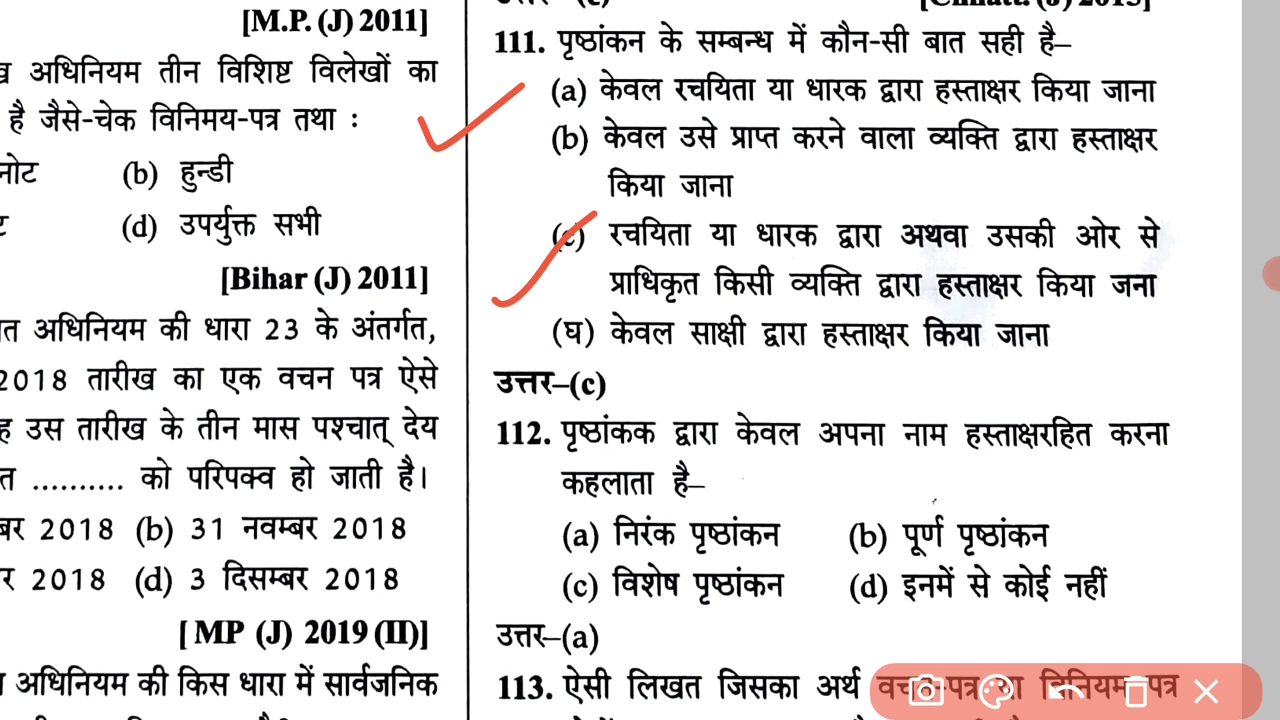 [M.P. (J) 2011]
अधिनियम तीन विशिष्ट विलेखों का
है जैसे-चेक विनिमय-पत्र तथा :
नोट (b) हुन्डी
(d) उपर्युक्त सभी
[Bihar (J) 2011]
अधिनियम की धारा 23 के अंतर्गत,
2018 तारीख का एक वचन पत्र ऐसे
उस तारीख के तीन मास पश्चात् देय
.......... को परिपक्व हो जाती है।
2018 (b) 31 नवम्बर 2018
2018 (d) 3 दिसम्बर 2018
[ MP (J) 2019 (II)]
अधिनियम की किस धारा में सार्वजनिक
111. पृष्ठांकन के सम्बन्ध में कौन-सी बात सही है–
(a) केवल रचयिता या धारक द्वारा हस्ताक्षर किया जाना
(b) केवल उसे प्राप्त करने वाला व्यक्ति द्वारा हस्ताक्षर
किया जाना
(c) रचयिता या धारक द्वारा अथवा उसकी ओर से
प्राधिकृत किसी व्यक्ति द्वारा हस्ताक्षर किया जना
(घ) केवल साक्षी द्वारा हस्ताक्षर किया जाना
उत्तर–(c)
112. पृष्ठांकक द्वारा केवल अपना नाम हस्ताक्षरहित करना
कहलाता है–
(a) निरंक पृष्ठांकन (b) पूर्ण पृष्ठांकन
(c) विशेष पृष्ठांकन (d) इनमें से कोई नहीं
उत्तर–(a)
113. ऐसी लिखत जिसका अर्थ वचन-पत्र या विनियम पत्र